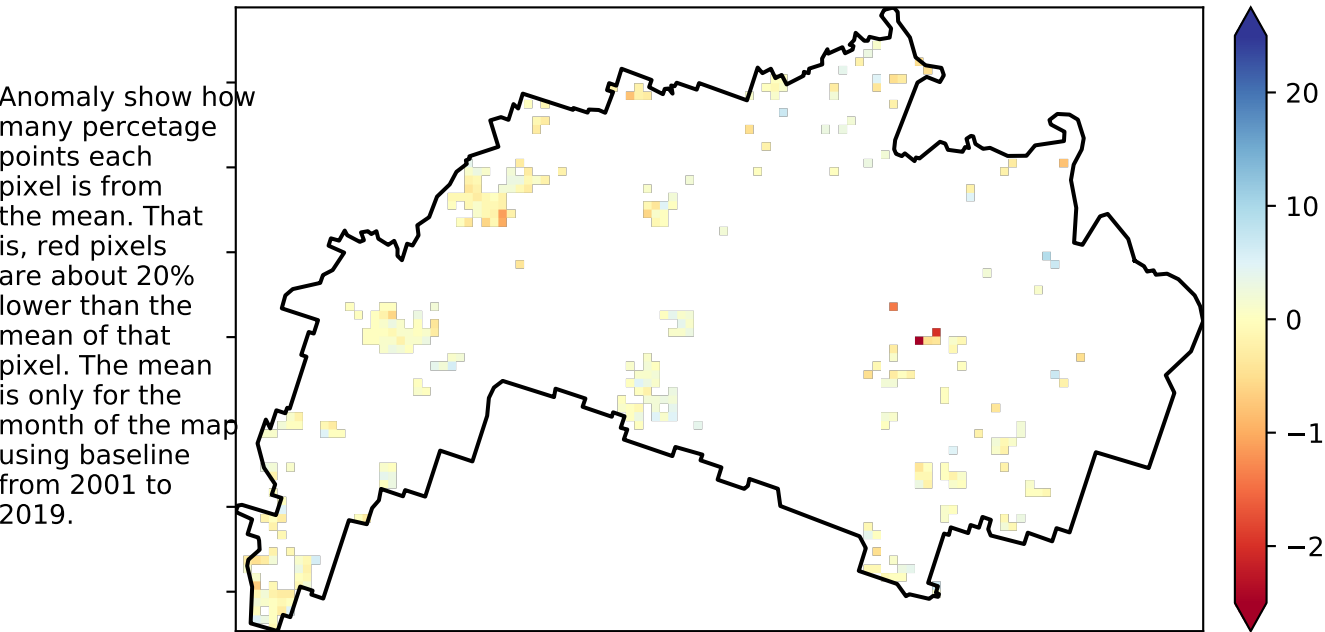 Anomaly show how
many percetage
points each
pixel is from
the mean. That
is, red pixels
are about 20%
lower than the
mean of that
pixel. The mean
is only for the
month of the map
using baseline
from 2001 to
2019.
20
10
0
−1
−2